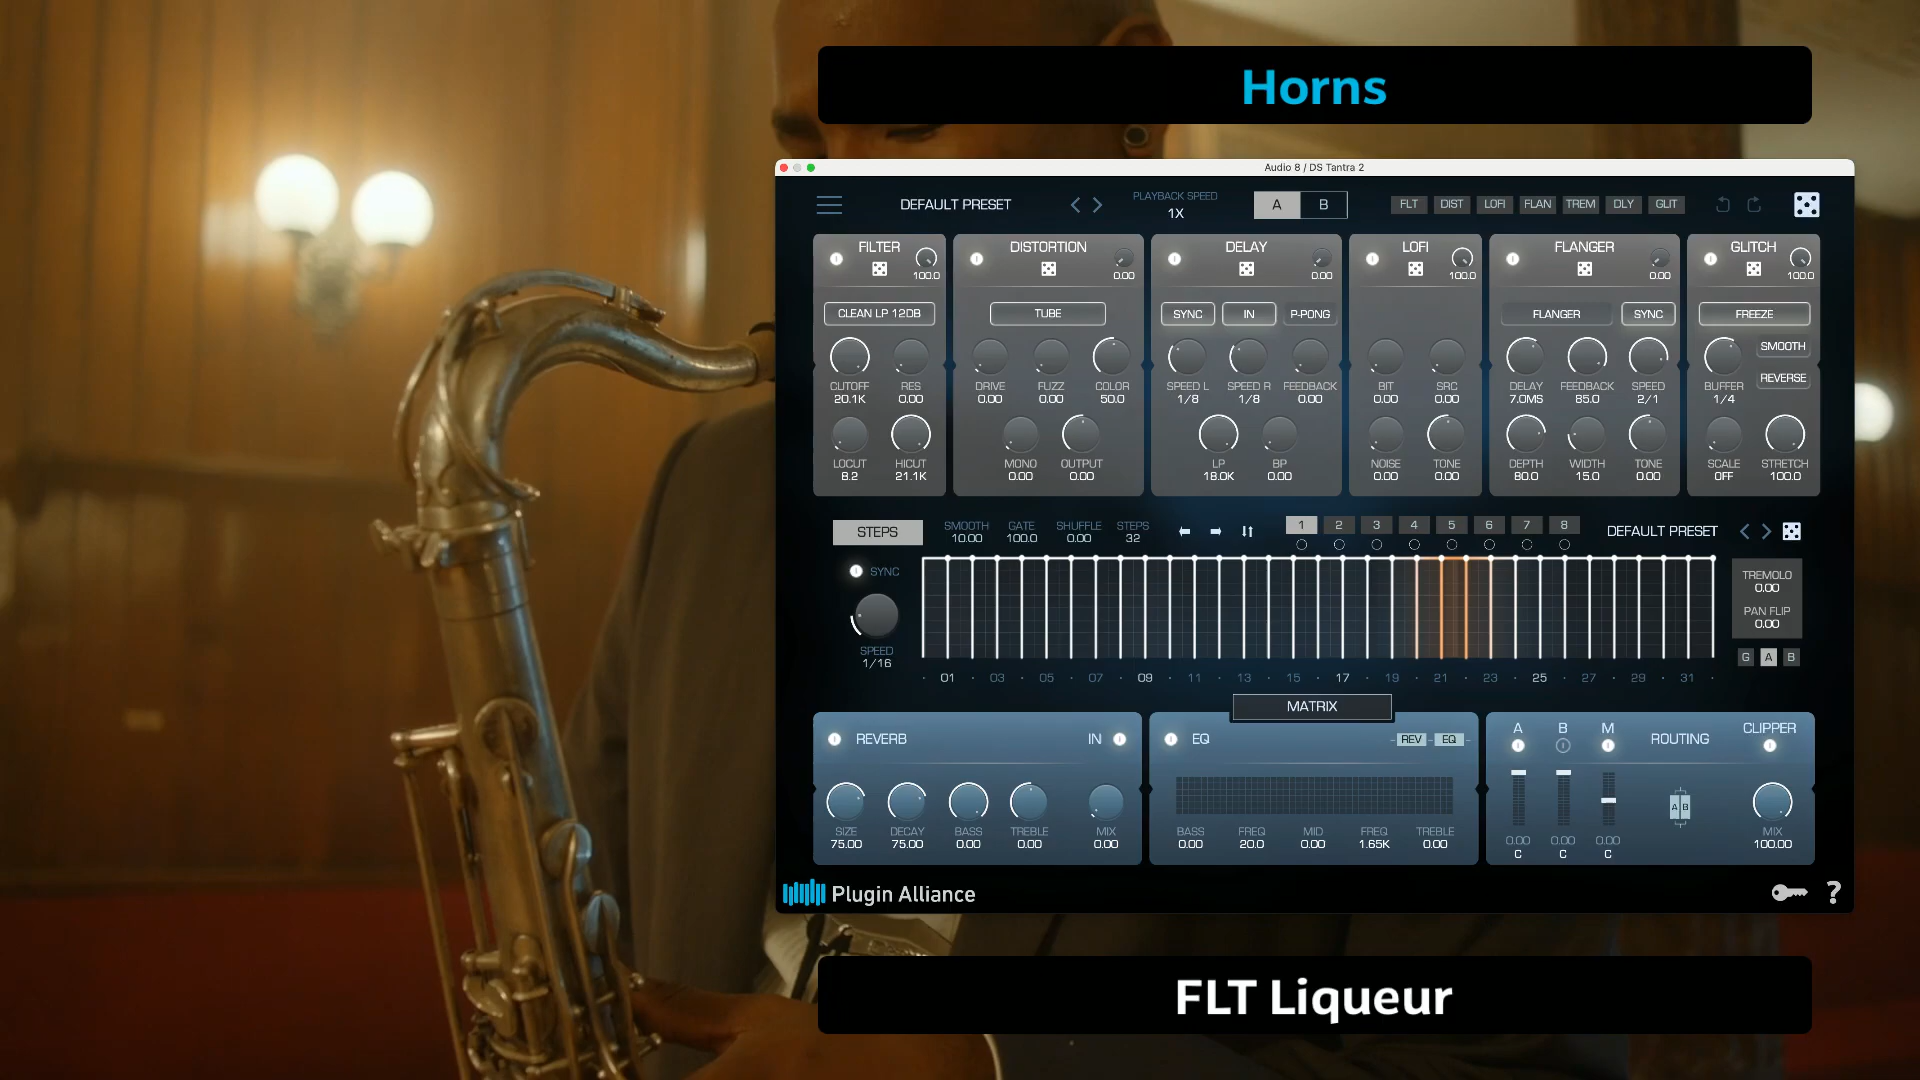 Horns
Audio 8 / DS Tantra 2
DEFAULT PRESET
PLAYBACK SPEED
1X
A B
FLT DIST LOFI FLAN TREM DLY GLIT
FILTER
100.0
CLEAN LP 12DB
CUTOFF RES
20.1K 0.00
LOCUT HICUT
8.2 21.1K
DISTORTION
0.00
TUBE
DRIVE FUZZ COLOR
0.00 0.00 50.0
MONO OUTPUT
0.00 0.00
DELAY
0.00
SYNC IN P-PONG
SPEED L SPEED R FEEDBACK
1/8 1/8 0.00
LP BP
18.0K 0.00
LOFI
100.0
BIT SRC
0.00 0.00
NOISE TONE
0.00 0.00
FLANGER
0.00
FLANGER SYNC
DELAY FEEDBACK SPEED
7.0MS 85.0 2/1
DEPTH WIDTH TONE
80.0 15.0 0.00
GLITCH
100.0
FREEZE
SMOOTH
REVERSE
BUFFER
1/4
SCALE STRETCH
OFF 100.0
STEPS
SMOOTH GATE SHUFFLE STEPS
10.00 100.0 0.00 32
1 2 3 4 5 6 7 8
DEFAULT PRESET
SYNC
SPEED
1/16
TREMOLO
0.00
PAN FLIP
0.00
G A B
01 03 05 07 09 11 13 15 17 19 21 23 25 27 29 31
MATRIX
REVERB IN
SIZE DECAY BASS TREBLE MIX
75.00 75.00 0.00 0.00 0.00
EQ REV EQ
BASS FREQ MID FREQ TREBLE
0.00 20.0 0.00 1.65K 0.00
A B M ROUTING CLIPPER
A B
0.00 0.00 0.00
C C C
MIX
100.00
Plugin Alliance
?
FLT Liqueur